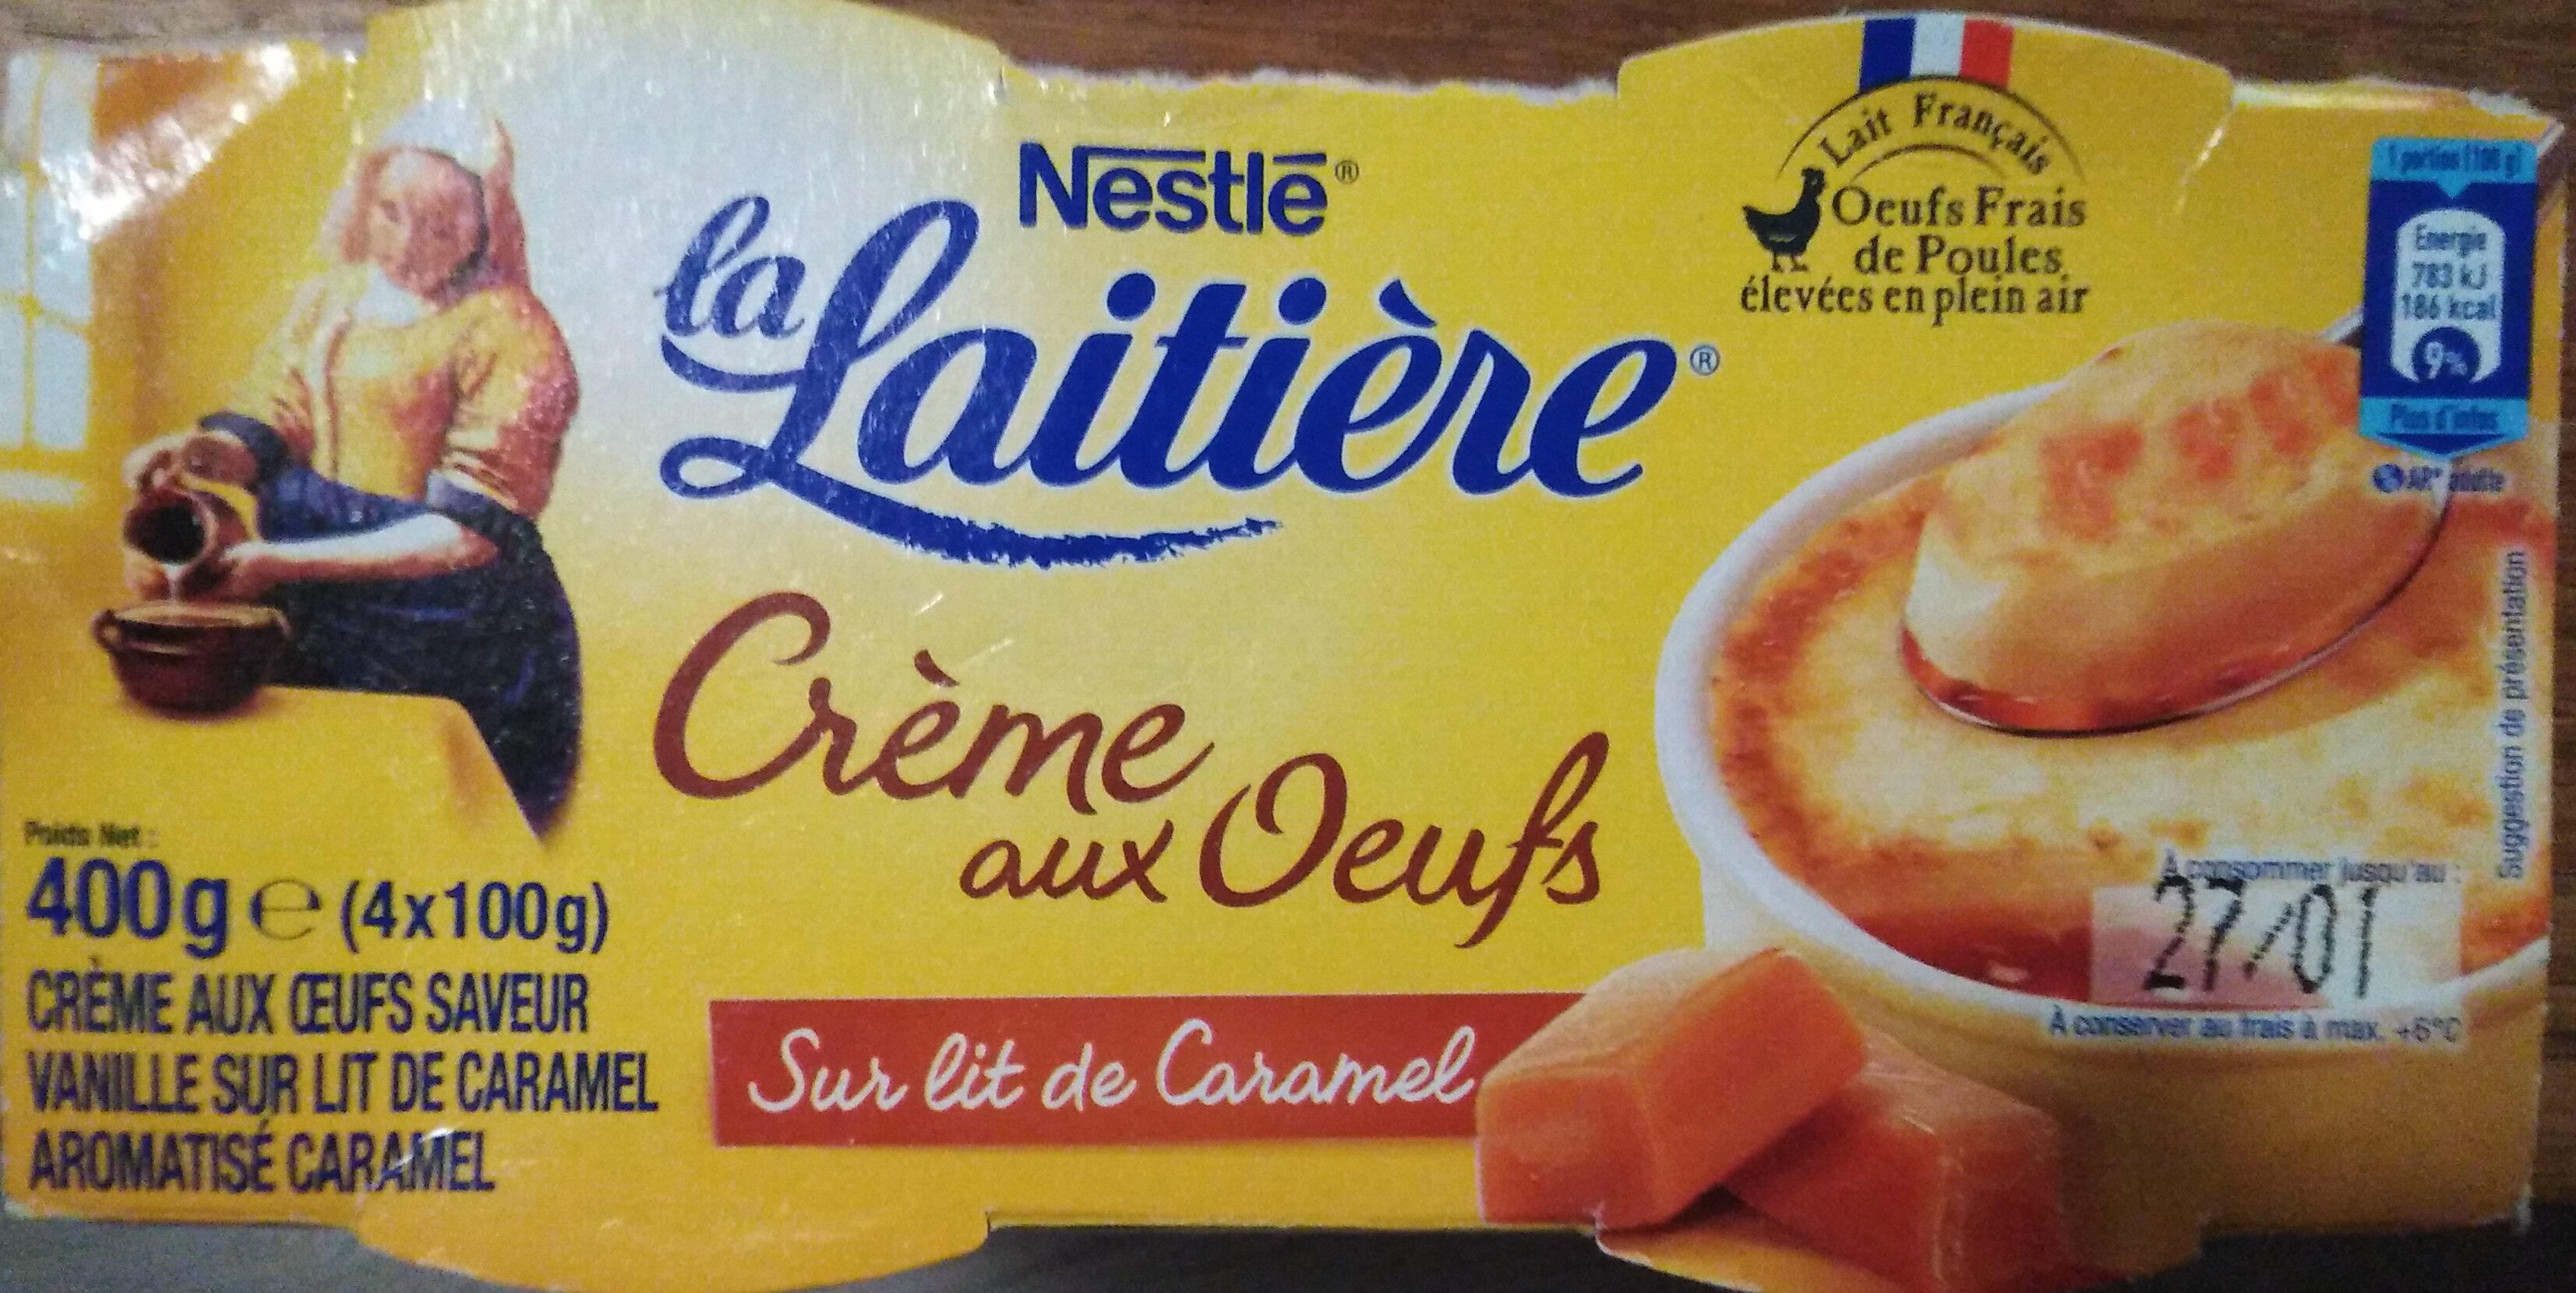 Nestlé®
la Laitière®
Lait Français
Oeufs Frais
de Poules
élevées en plein air
1 portion (100 g)
Energie
783 kJ
186 kcal
9%
Plus d'infos
AR* adulte
Crème
aux Oeufs
Sur lit de Caramel
Poids Net :
400g ℮ (4x100g)
CRÈME AUX ŒUFS SAVEUR
VANILLE SUR LIT DE CARAMEL
AROMATISÉ CARAMEL
Suggestion de présentation
À consommer jusqu'au :
27/01
À conserver au frais à max. +6°C